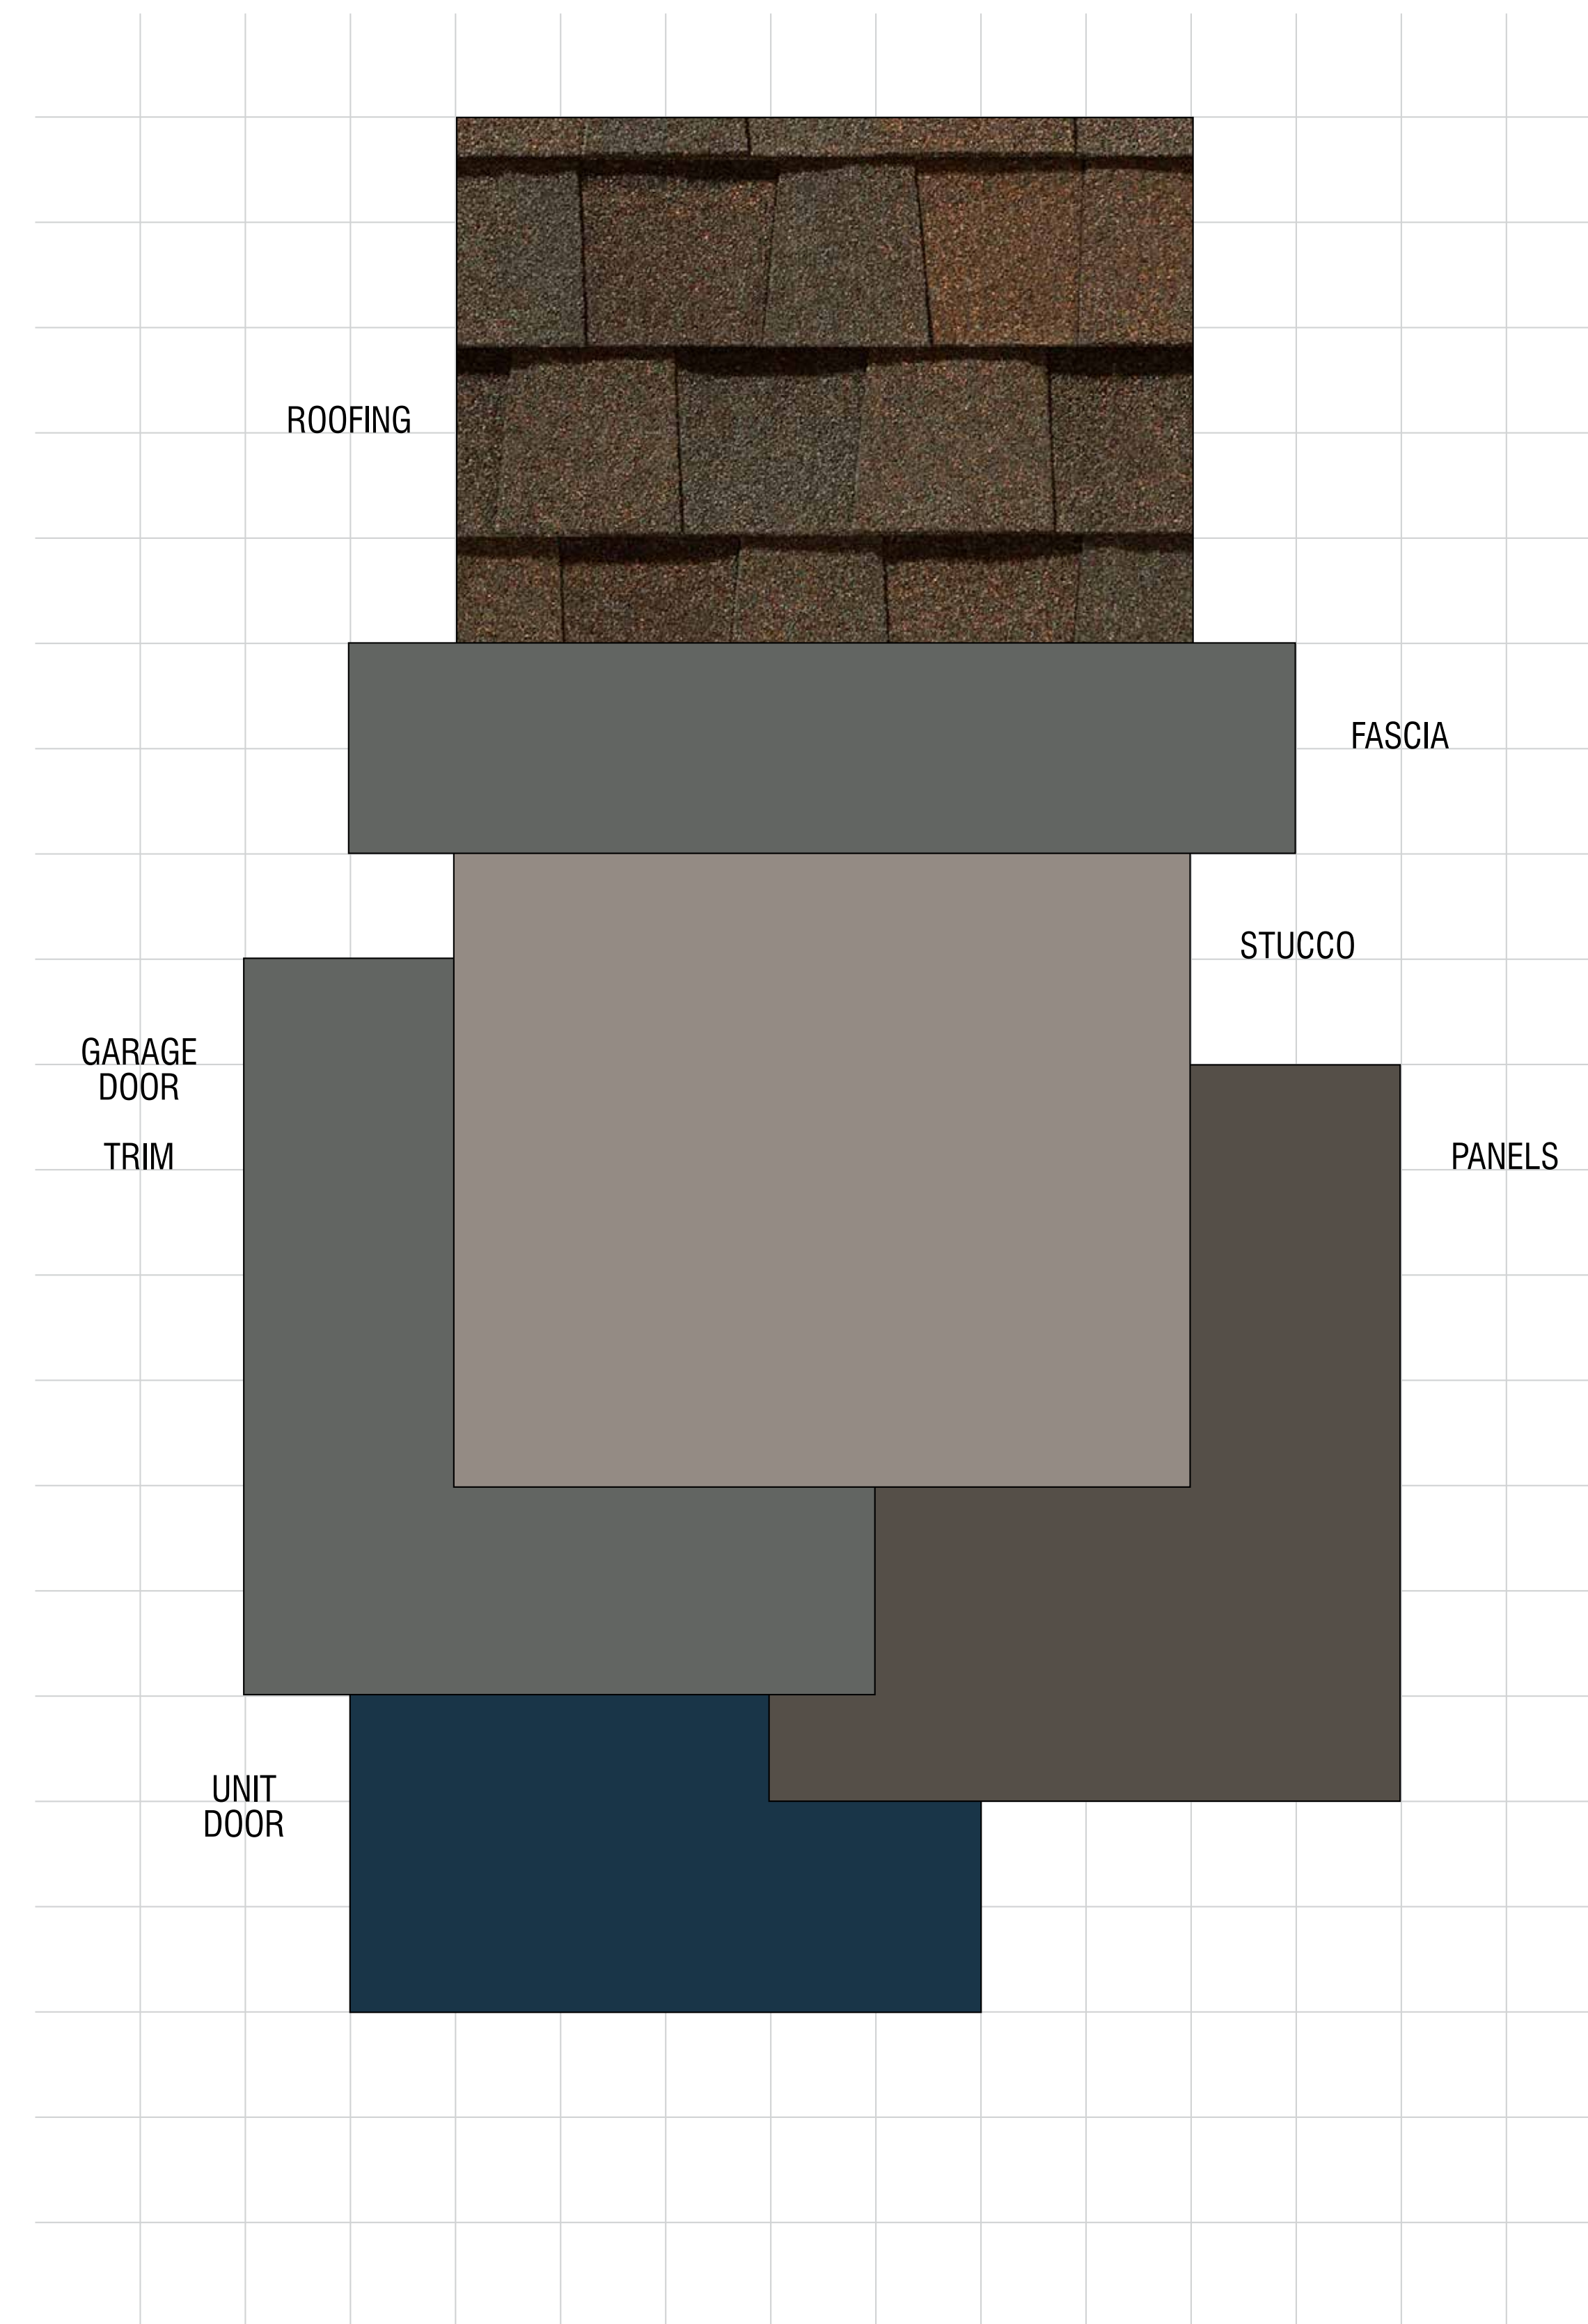 ROOFING
FASCIA
STUCCO
GARAGE
DOOR
TRIM
PANELS
UNIT
DOOR